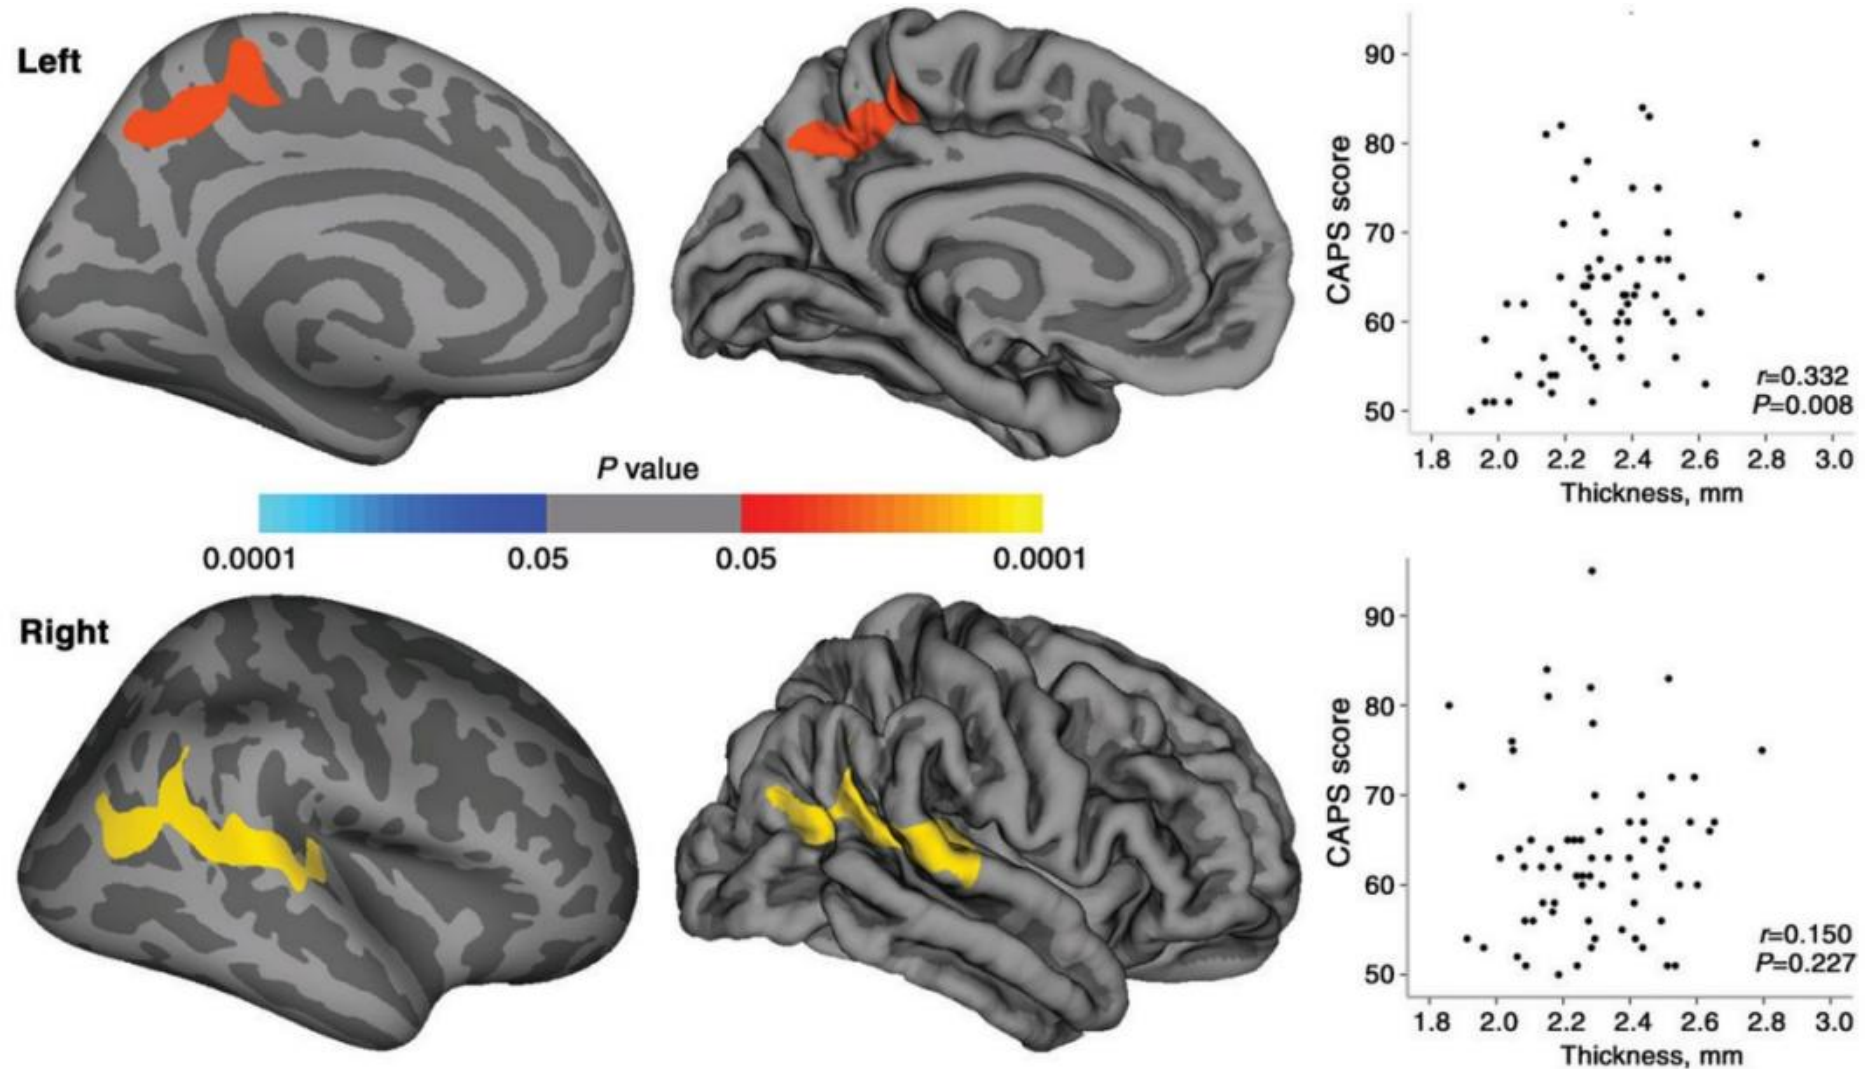 Left
90
80
70
60
50
CAPS score
r=0.332
P=0.008
1.8 2.0 2.2 2.4 2.6 2.8 3.0
Thickness, mm
P value
0.0001 0.05 0.05 0.0001
Right
90
80
70
60
50
CAPS score
r=0.150
P=0.227
1.8 2.0 2.2 2.4 2.6 2.8 3.0
Thickness, mm